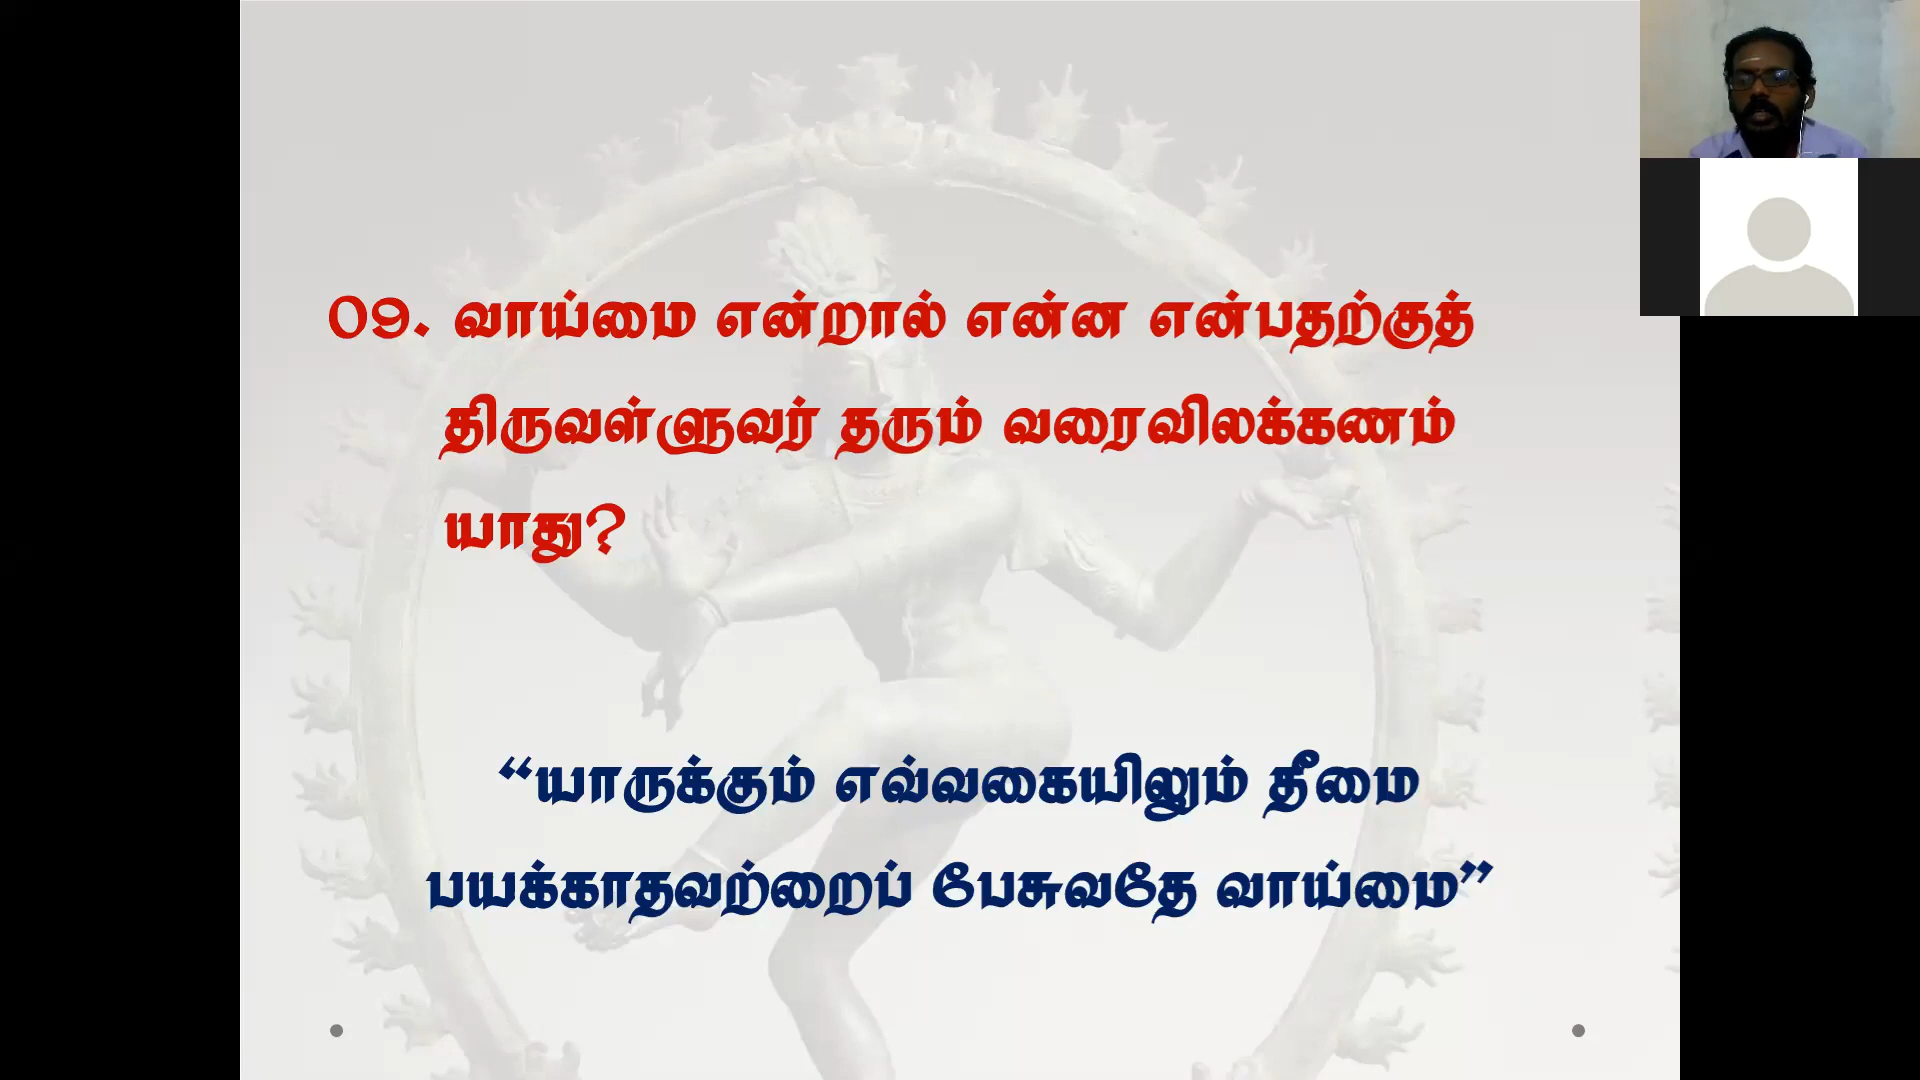 09. வாய்மை என்றால் என்ன என்பதற்குத்
திருவள்ளுவர் தரும் வரைவிலக்கணம்
யாது?
“யாருக்கும் எவ்வகையிலும் தீமை
பயக்காதவற்றைப் பேசுவதே வாய்மை”